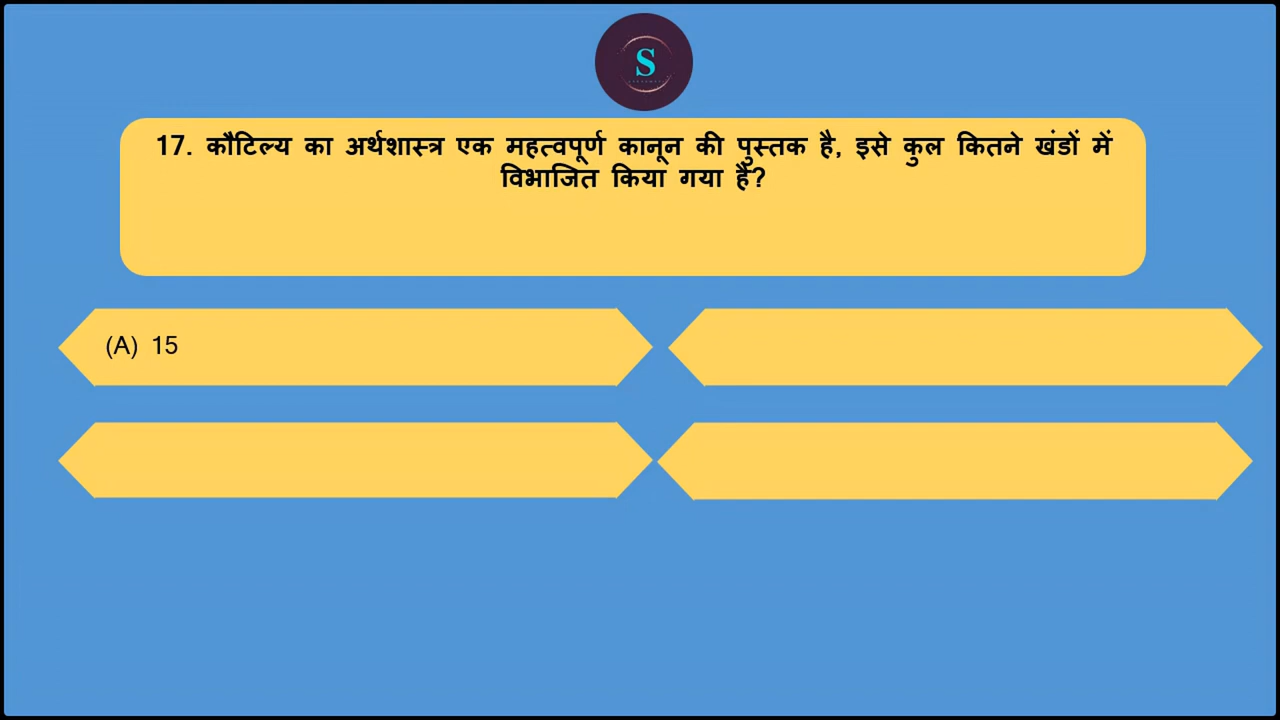 S
17. कौटिल्य का अर्थशास्त्र एक महत्वपूर्ण कानून की पुस्तक है, इसे कुल कितने खंडों में
विभाजित किया गया है?
(A) 15